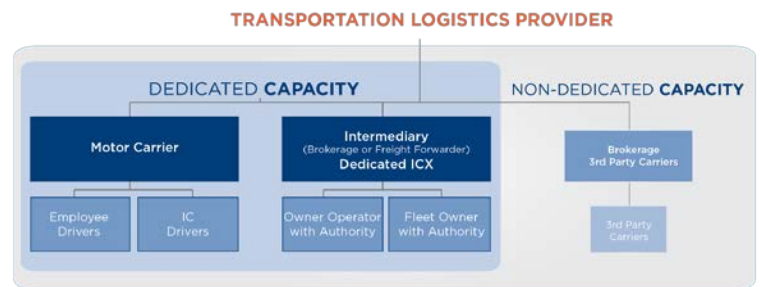 TRANSPORTATION LOGISTICS PROVIDER
DEDICATED CAPACITY
NON-DEDICATED CAPACITY
Motor Carrier
Intermediary
(Brokerage or Freight Forwarder)
Dedicated ICX
Brokerage
3rd Party Carriers
Employee
Drivers
IC
Drivers
Owner Operator
with Authority
Fleet Owner
with Authority
3rd Party
Carriers